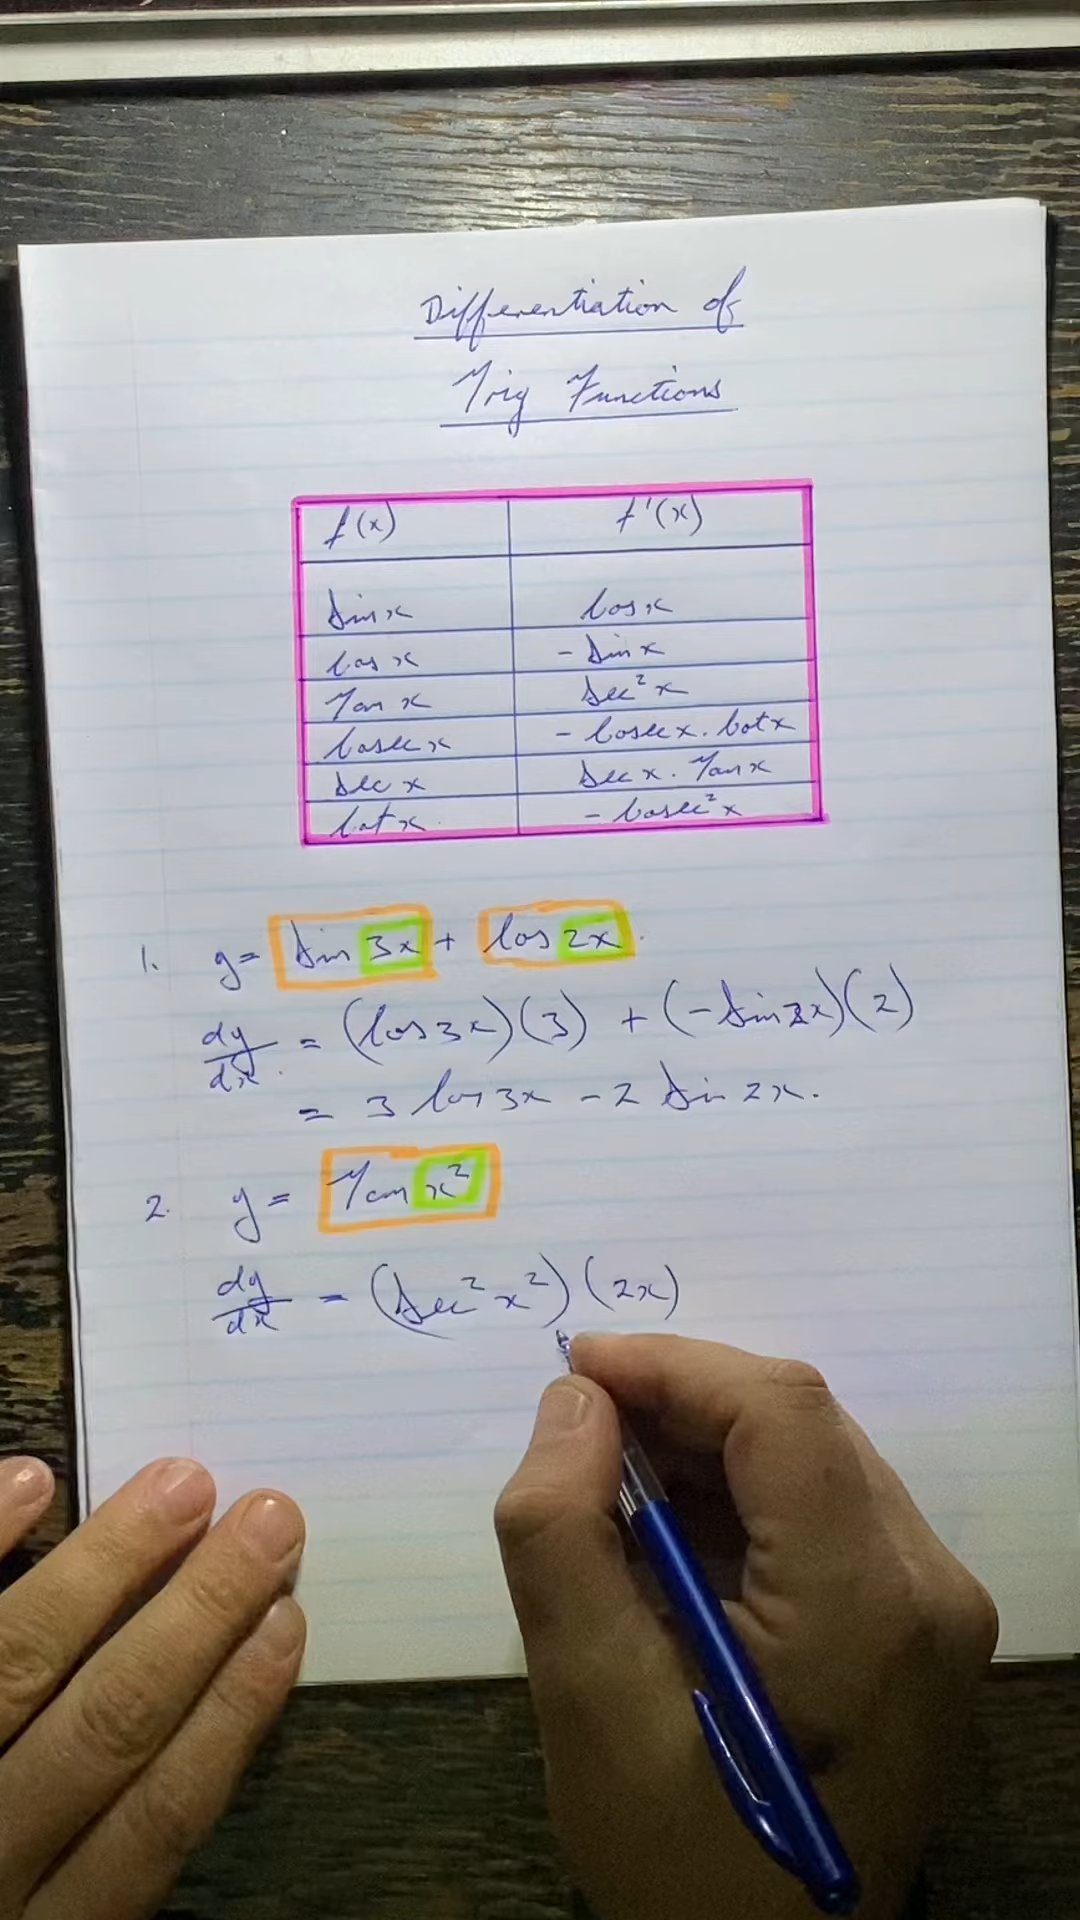 Differentiation of
Trig Functions
f(x) f'(x)
Sin x Cos x
Cos x - Sin x
Tan x Sec²x
Cosec x - Cosec x . Cot x
Sec x Sec x . Tan x
Cot x - Cosec²x
1. y = Sin 3x + Cos 2x.
dy/dx = (Cos 3x)(3) + (-Sin 2x)(2)
= 3 Cos 3x - 2 Sin 2x.
2. y = Tan x²
dy/dx = (Sec² x²)(2x)